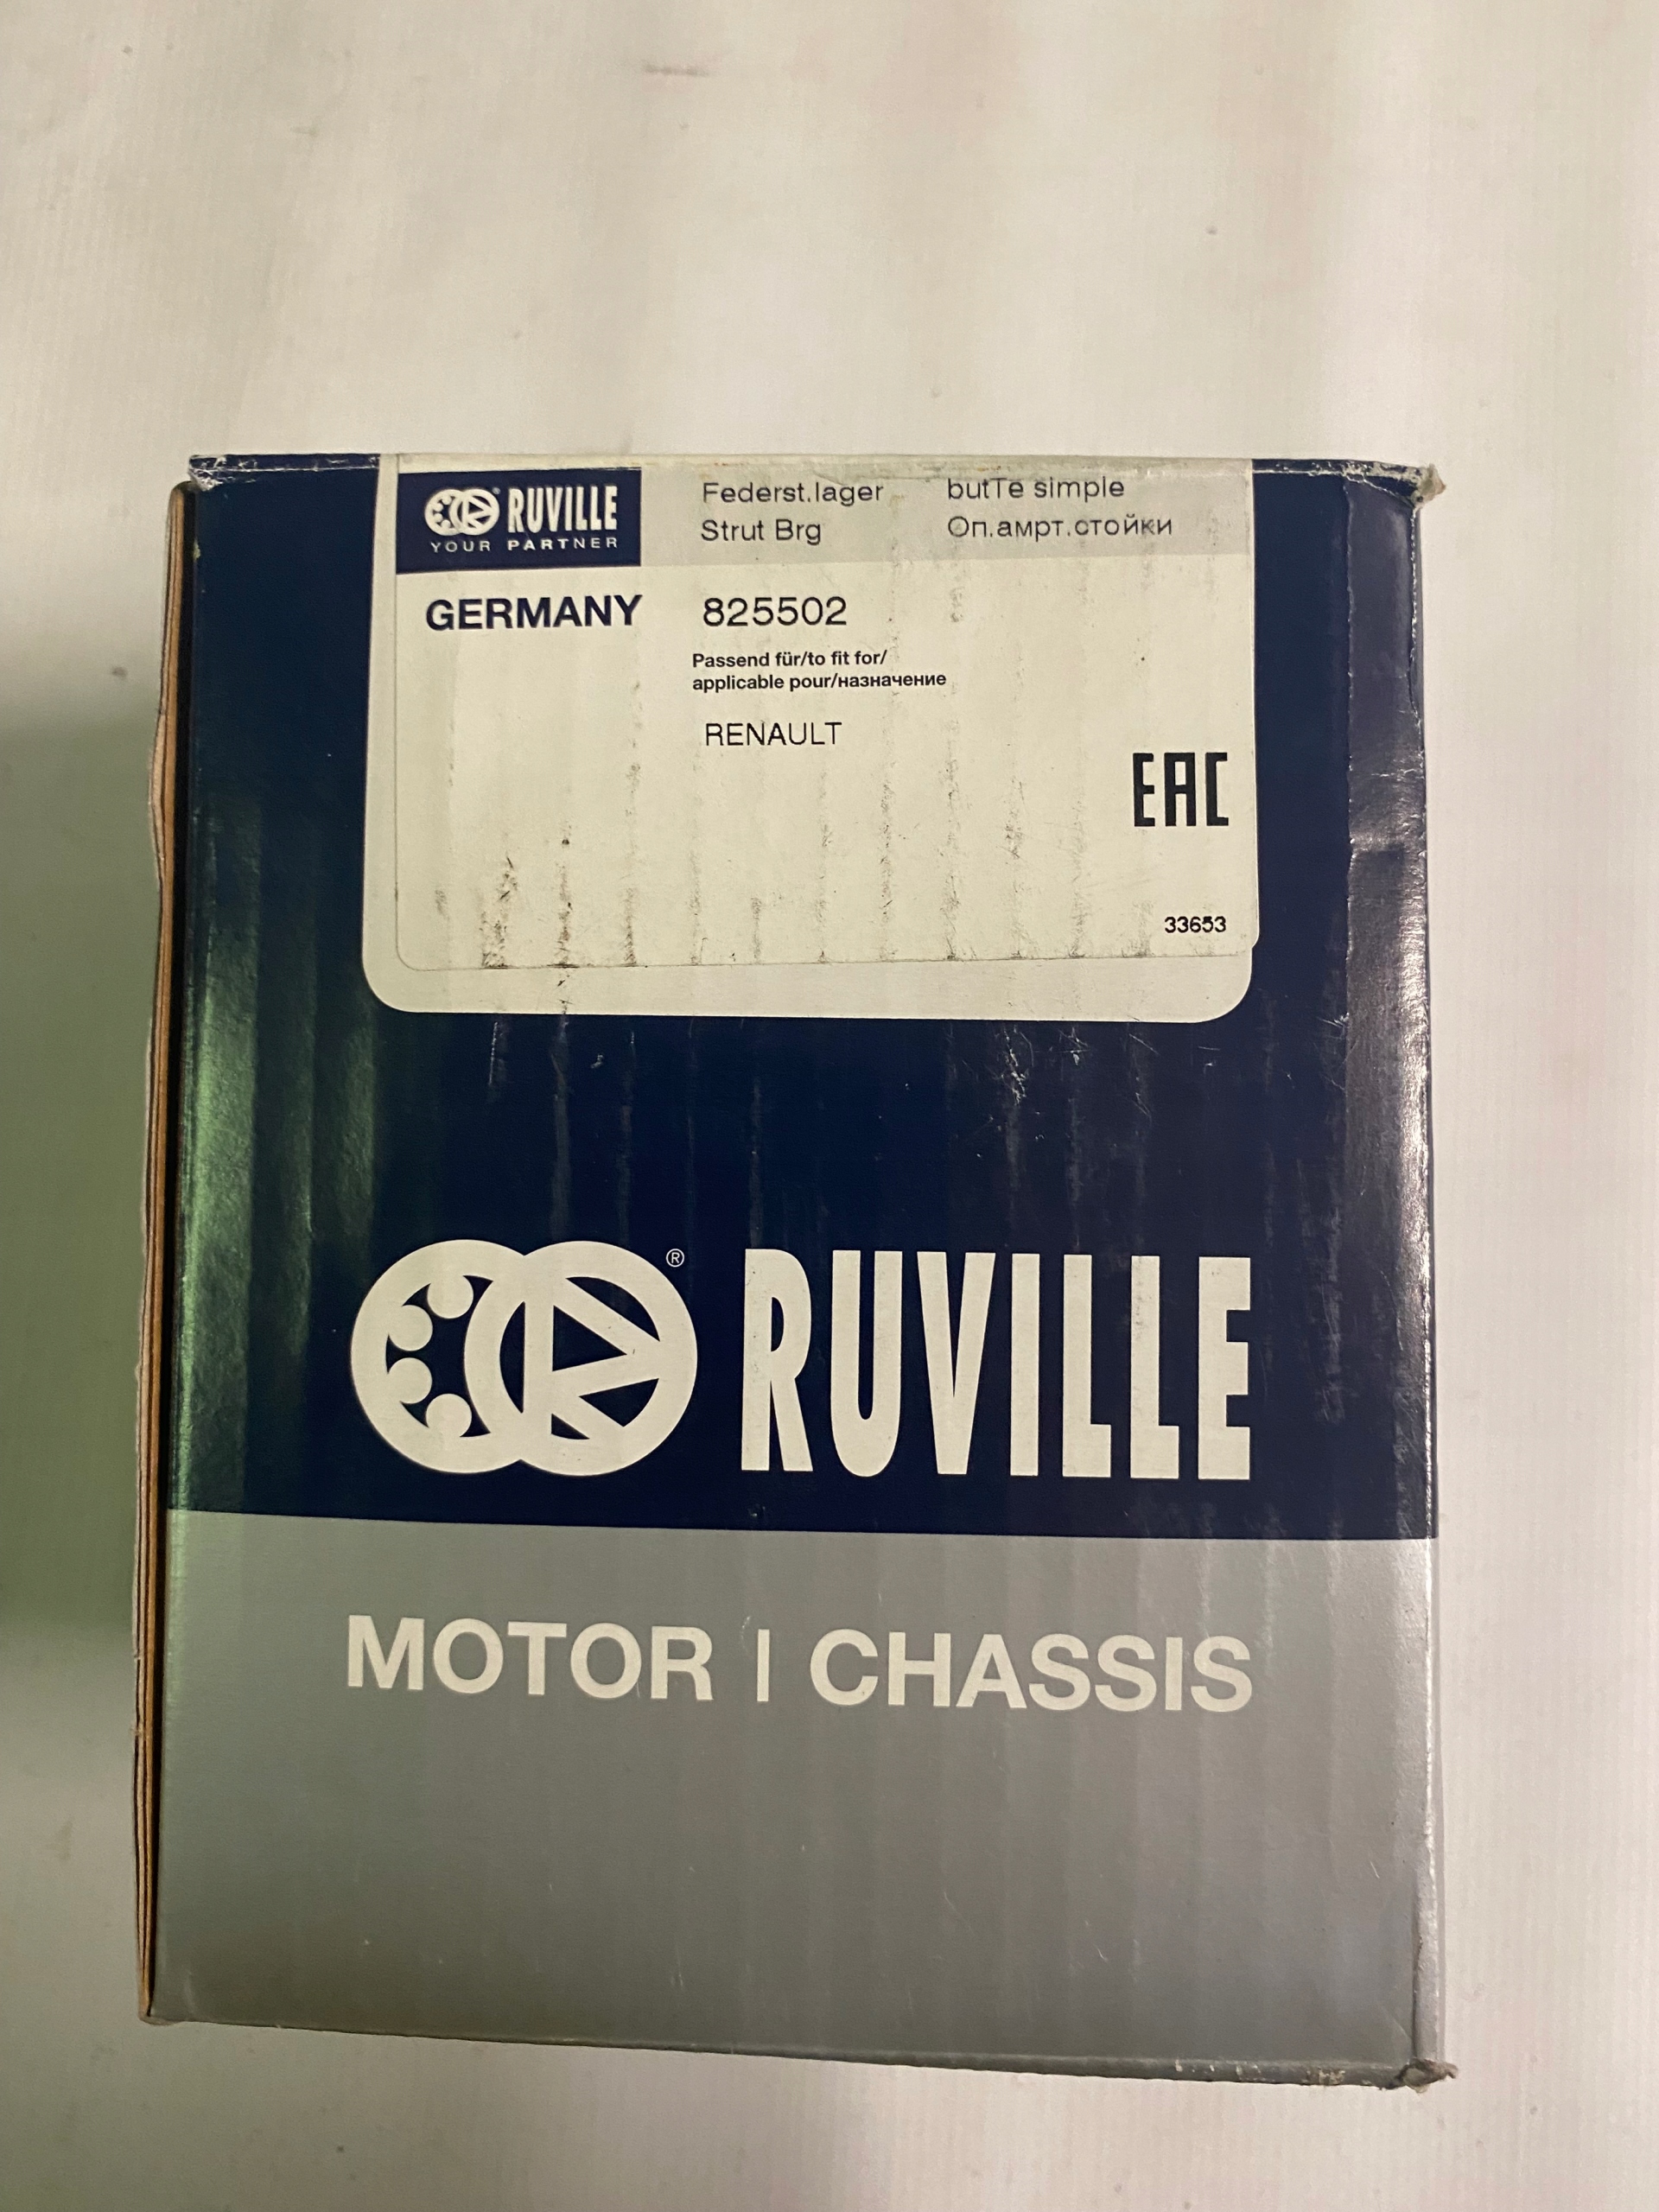 RUVILLE
YOUR PARTNER
Federst.lager butTe simple
Strut Brg Оп.амрт.стойки
GERMANY 825502
Passend für/to fit for/
applicable pour/назначение
RENAULT
EAC
33653
® RUVILLE
MOTOR | CHASSIS